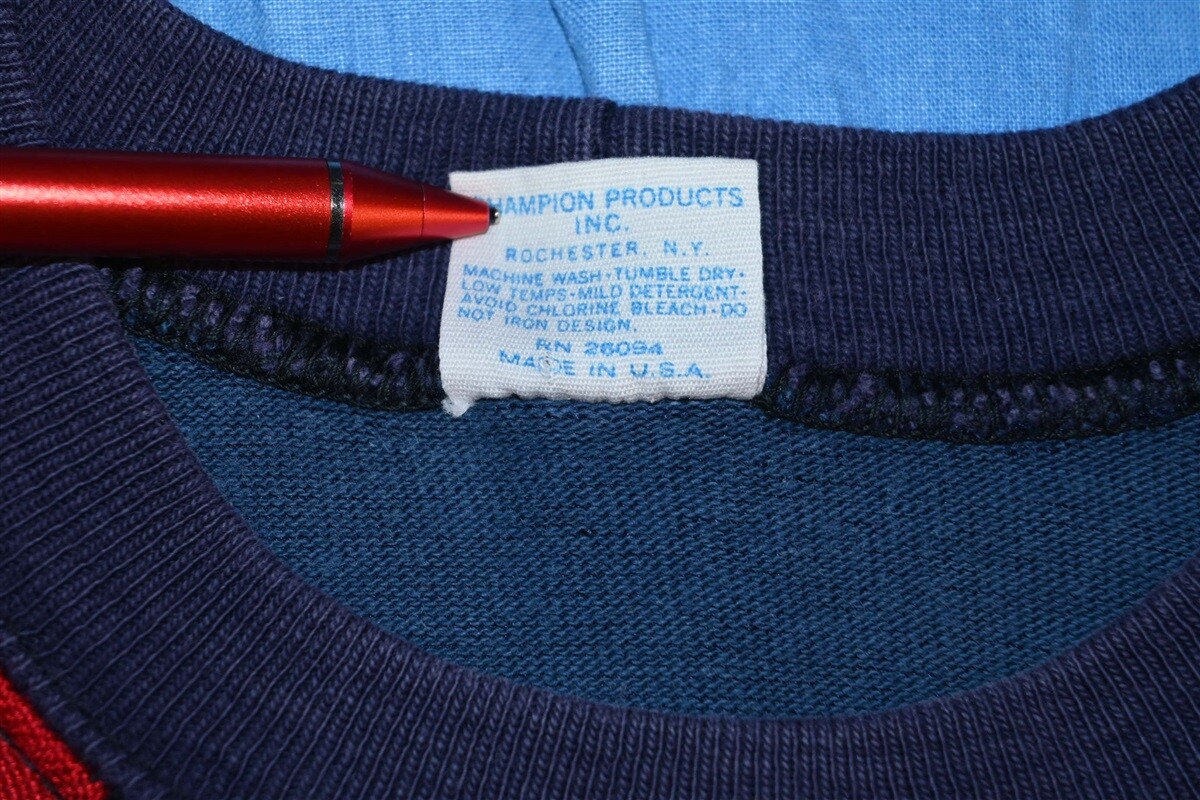 CHAMPION PRODUCTS
INC.
ROCHESTER, N.Y.
MACHINE WASH·TUMBLE DRY·
LOW TEMPS·MILD DETERGENT·
AVOID CHLORINE BLEACH·DO
NOT IRON DESIGN.
RN 26094
MADE IN U.S.A.